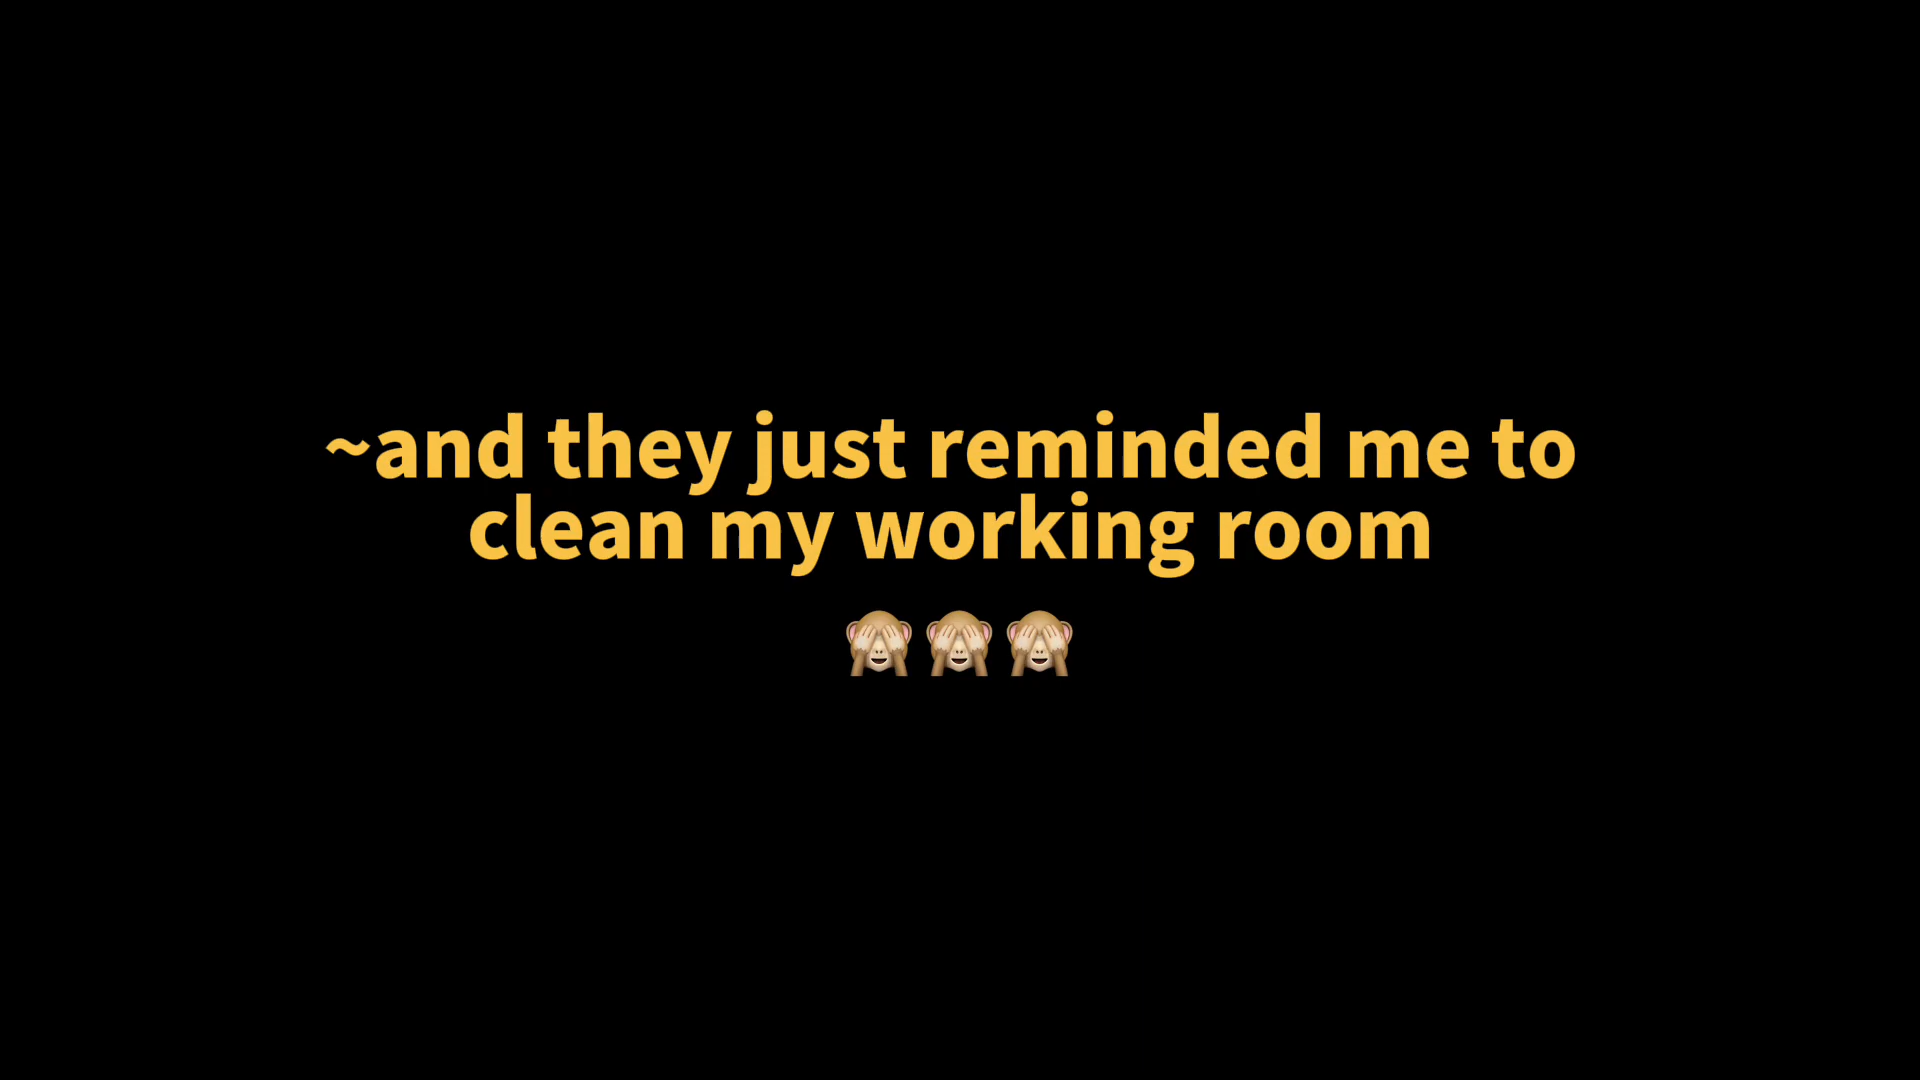 ~and they just reminded me to
clean my working room
🙈🙈🙈